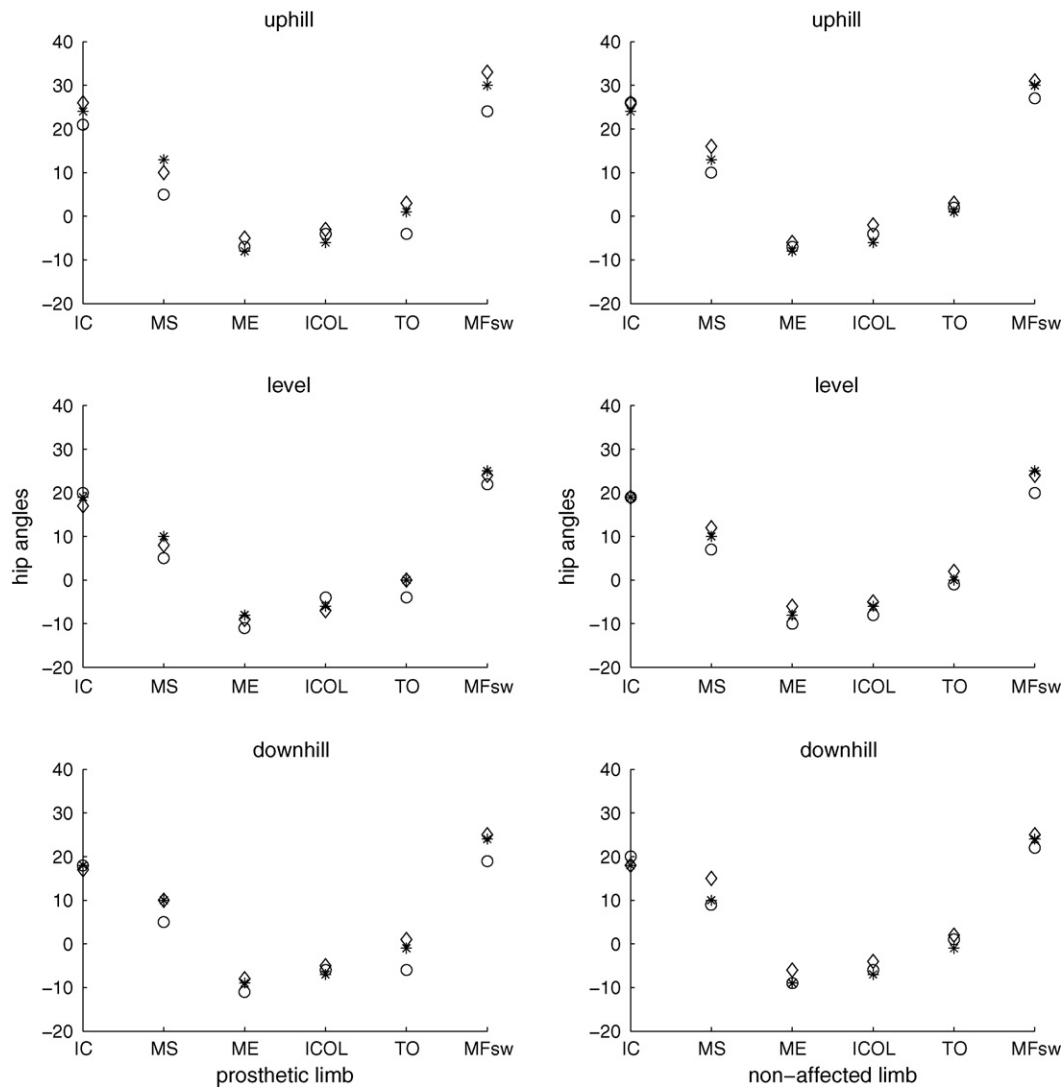 uphill
40
30
20
10
0
−10
−20
IC MS ME ICOL TO MFsw
uphill
40
30
20
10
0
−10
−20
IC MS ME ICOL TO MFsw
level
hip angles
40
30
20
10
0
−10
−20
IC MS ME ICOL TO MFsw
level
hip angles
40
30
20
10
0
−10
−20
IC MS ME ICOL TO MFsw
downhill
40
30
20
10
0
−10
−20
IC MS ME ICOL TO MFsw
prosthetic limb
downhill
40
30
20
10
0
−10
−20
IC MS ME ICOL TO MFsw
non−affected limb